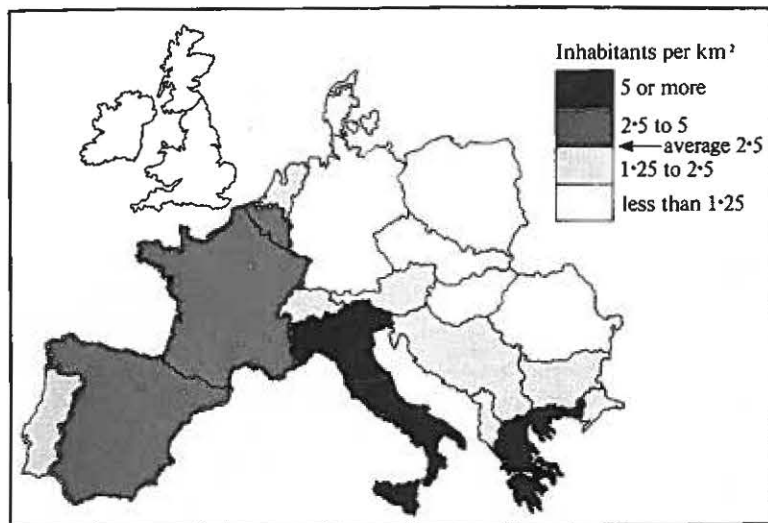 Inhabitants per km²
5 or more
2·5 to 5
average 2·5
1·25 to 2·5
less than 1·25